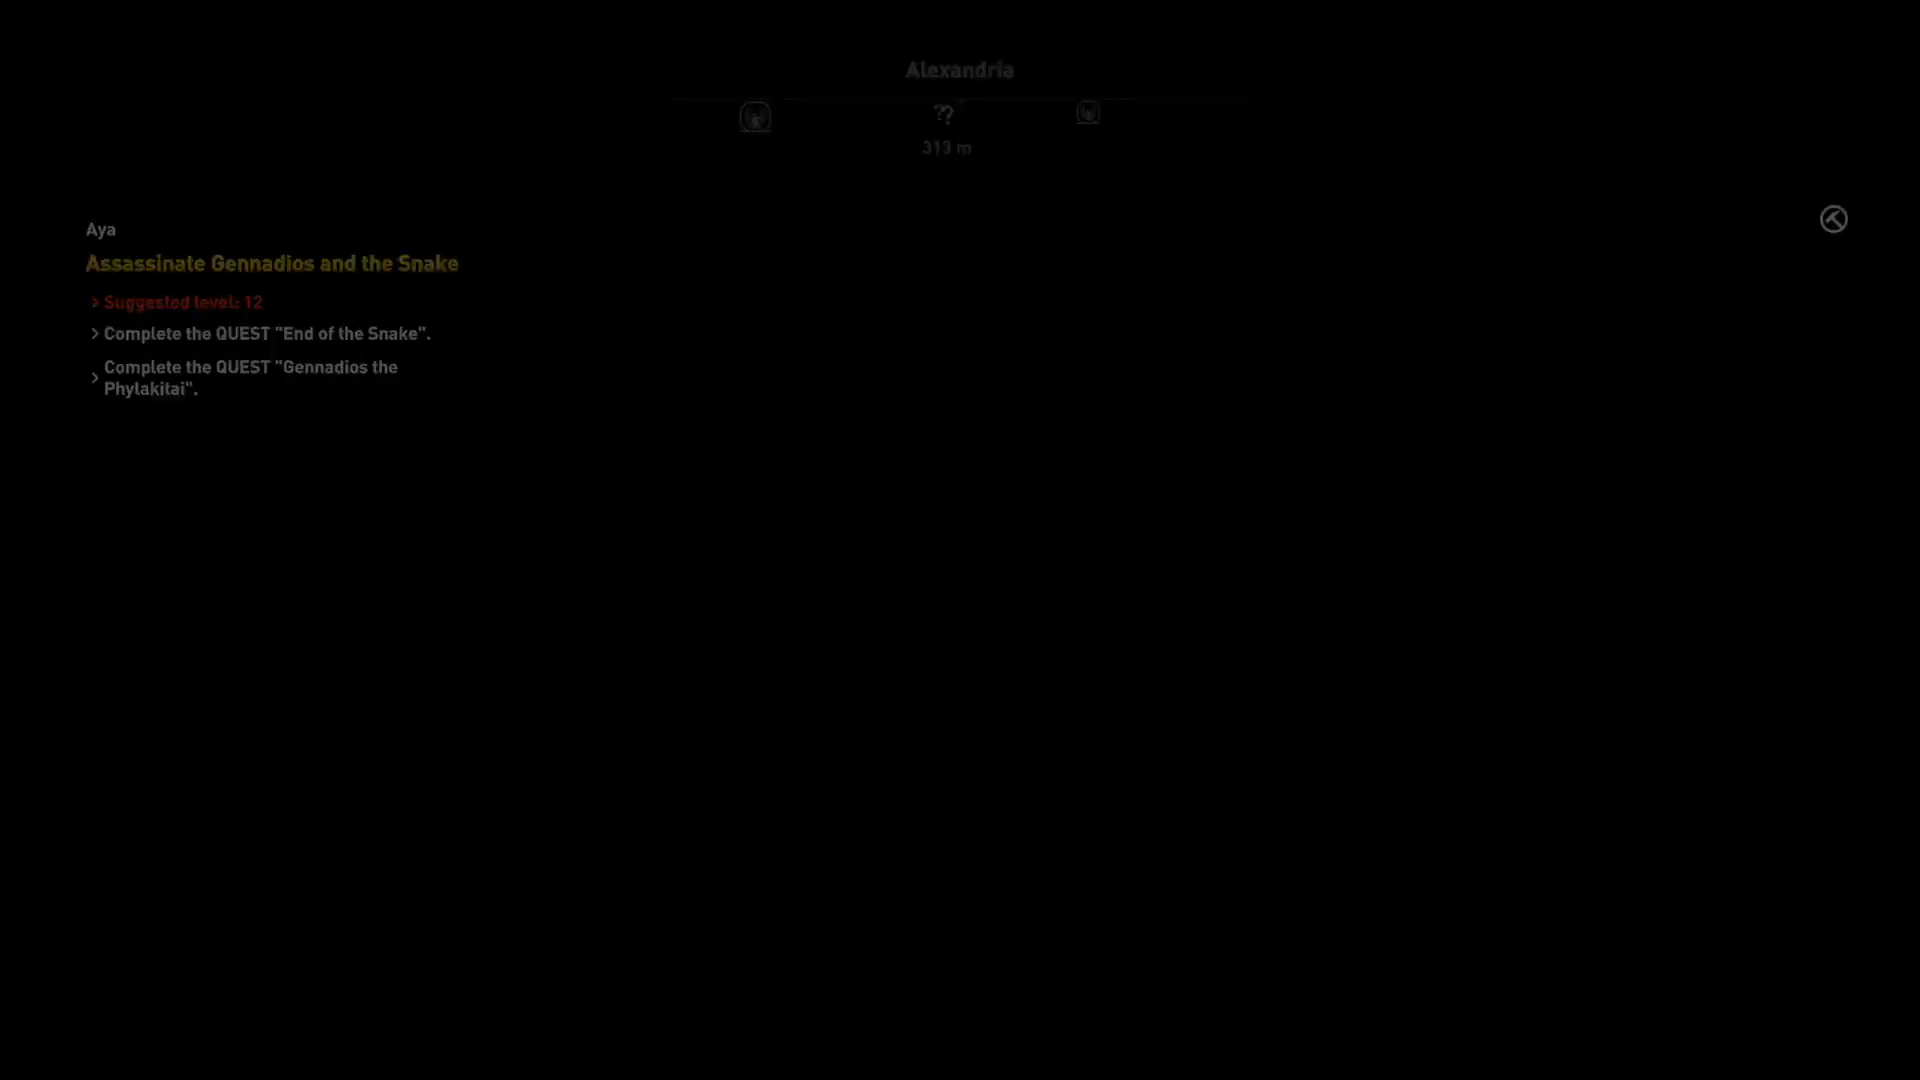 Alexandria
??
313 m
Aya
Assassinate Gennadios and the Snake
> Suggested level: 12
> Complete the QUEST "End of the Snake".
> Complete the QUEST "Gennadios the
Phylakitai".